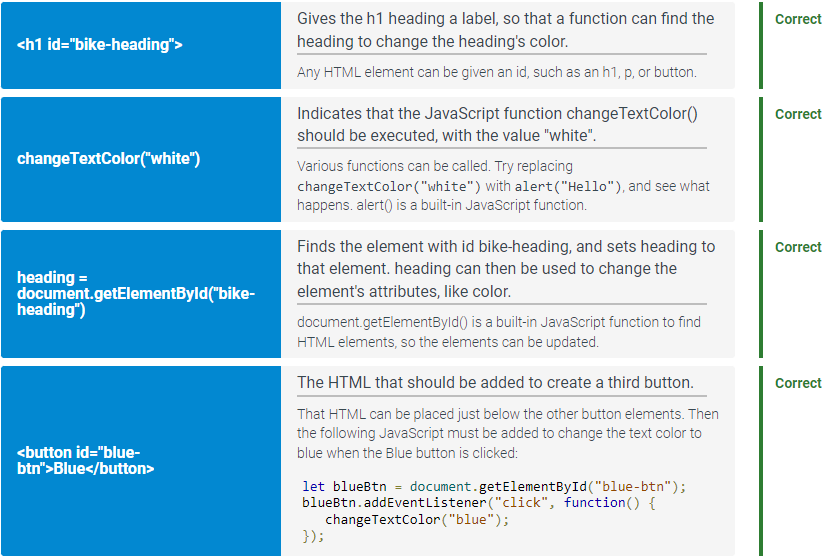 <h1 id="bike-heading">
Gives the h1 heading a label, so that a function can find the
heading to change the heading's color.
Any HTML element can be given an id, such as an h1, p, or button.
Correct
changeTextColor("white")
Indicates that the JavaScript function changeTextColor()
should be executed, with the value "white".
Various functions can be called. Try replacing
changeTextColor("white") with alert("Hello"), and see what
happens. alert() is a built-in JavaScript function.
Correct
heading =
document.getElementById("bike-
heading")
Finds the element with id bike-heading, and sets heading to
that element. heading can then be used to change the
element's attributes, like color.
document.getElementById() is a built-in JavaScript function to find
HTML elements, so the elements can be updated.
Correct
<button id="blue-
btn">Blue</button>
The HTML that should be added to create a third button.
That HTML can be placed just below the other button elements. Then
the following JavaScript must be added to change the text color to
blue when the Blue button is clicked:
let blueBtn = document.getElementById("blue-btn");
blueBtn.addEventListener("click", function() {
changeTextColor("blue");
});
Correct